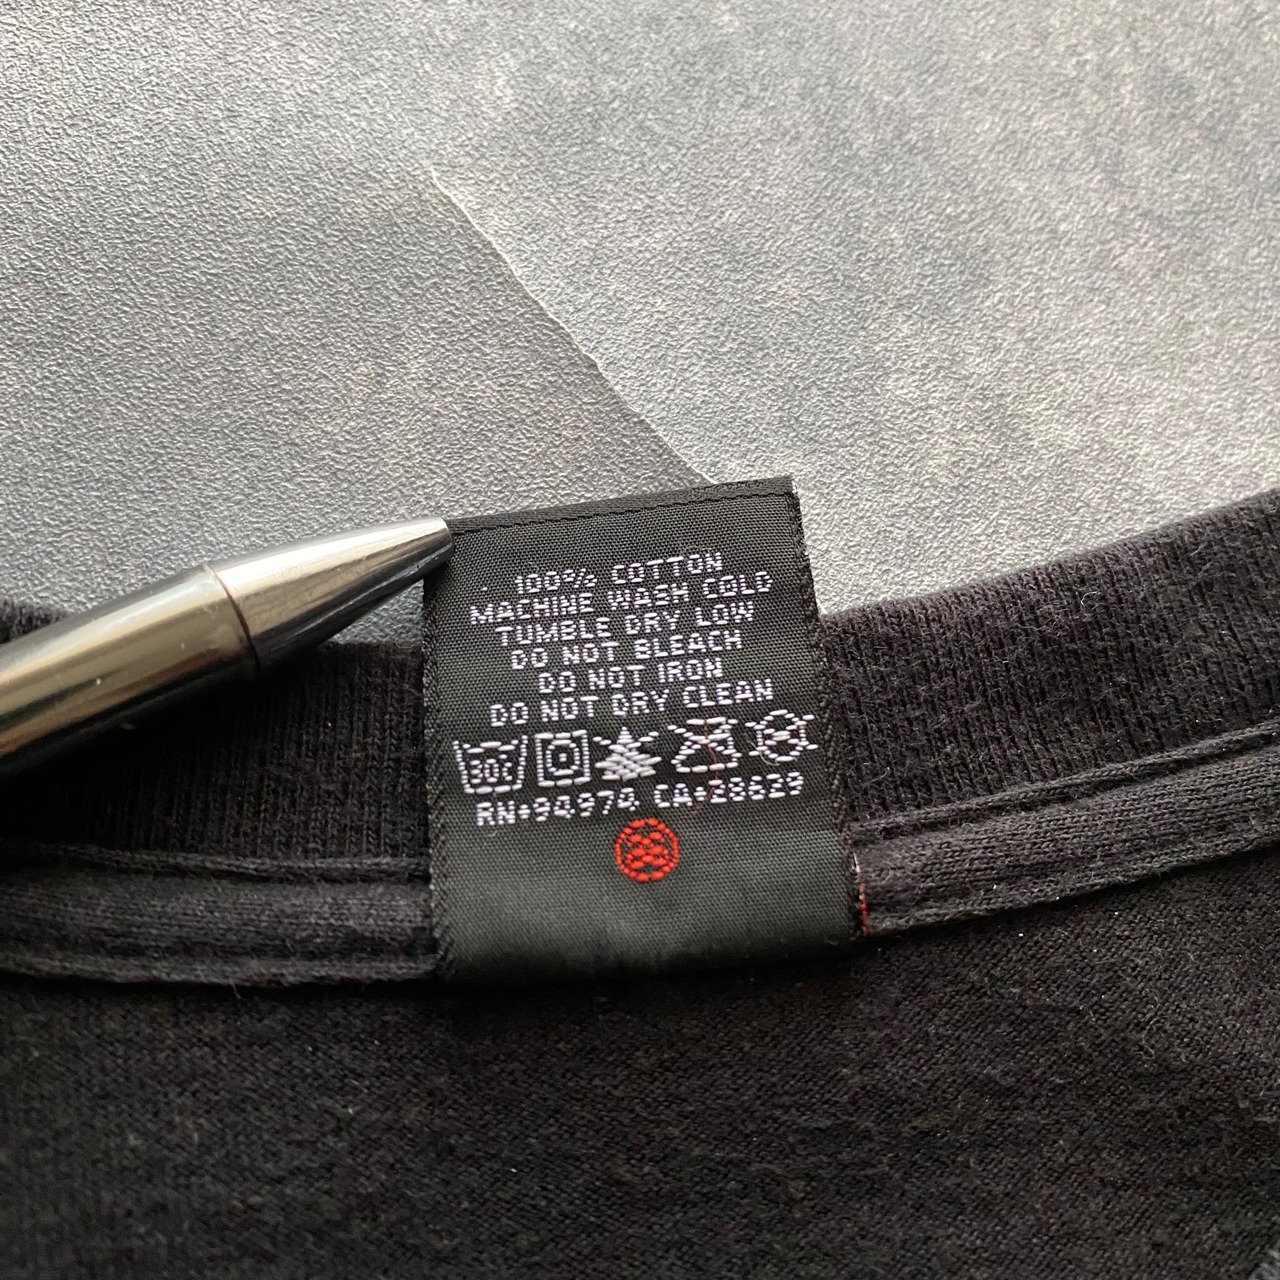 100% COTTON
MACHINE WASH COLD
TUMBLE DRY LOW
DO NOT BLEACH
DO NOT IRON
DO NOT DRY CLEAN
30C
RN#94974 CA#28629